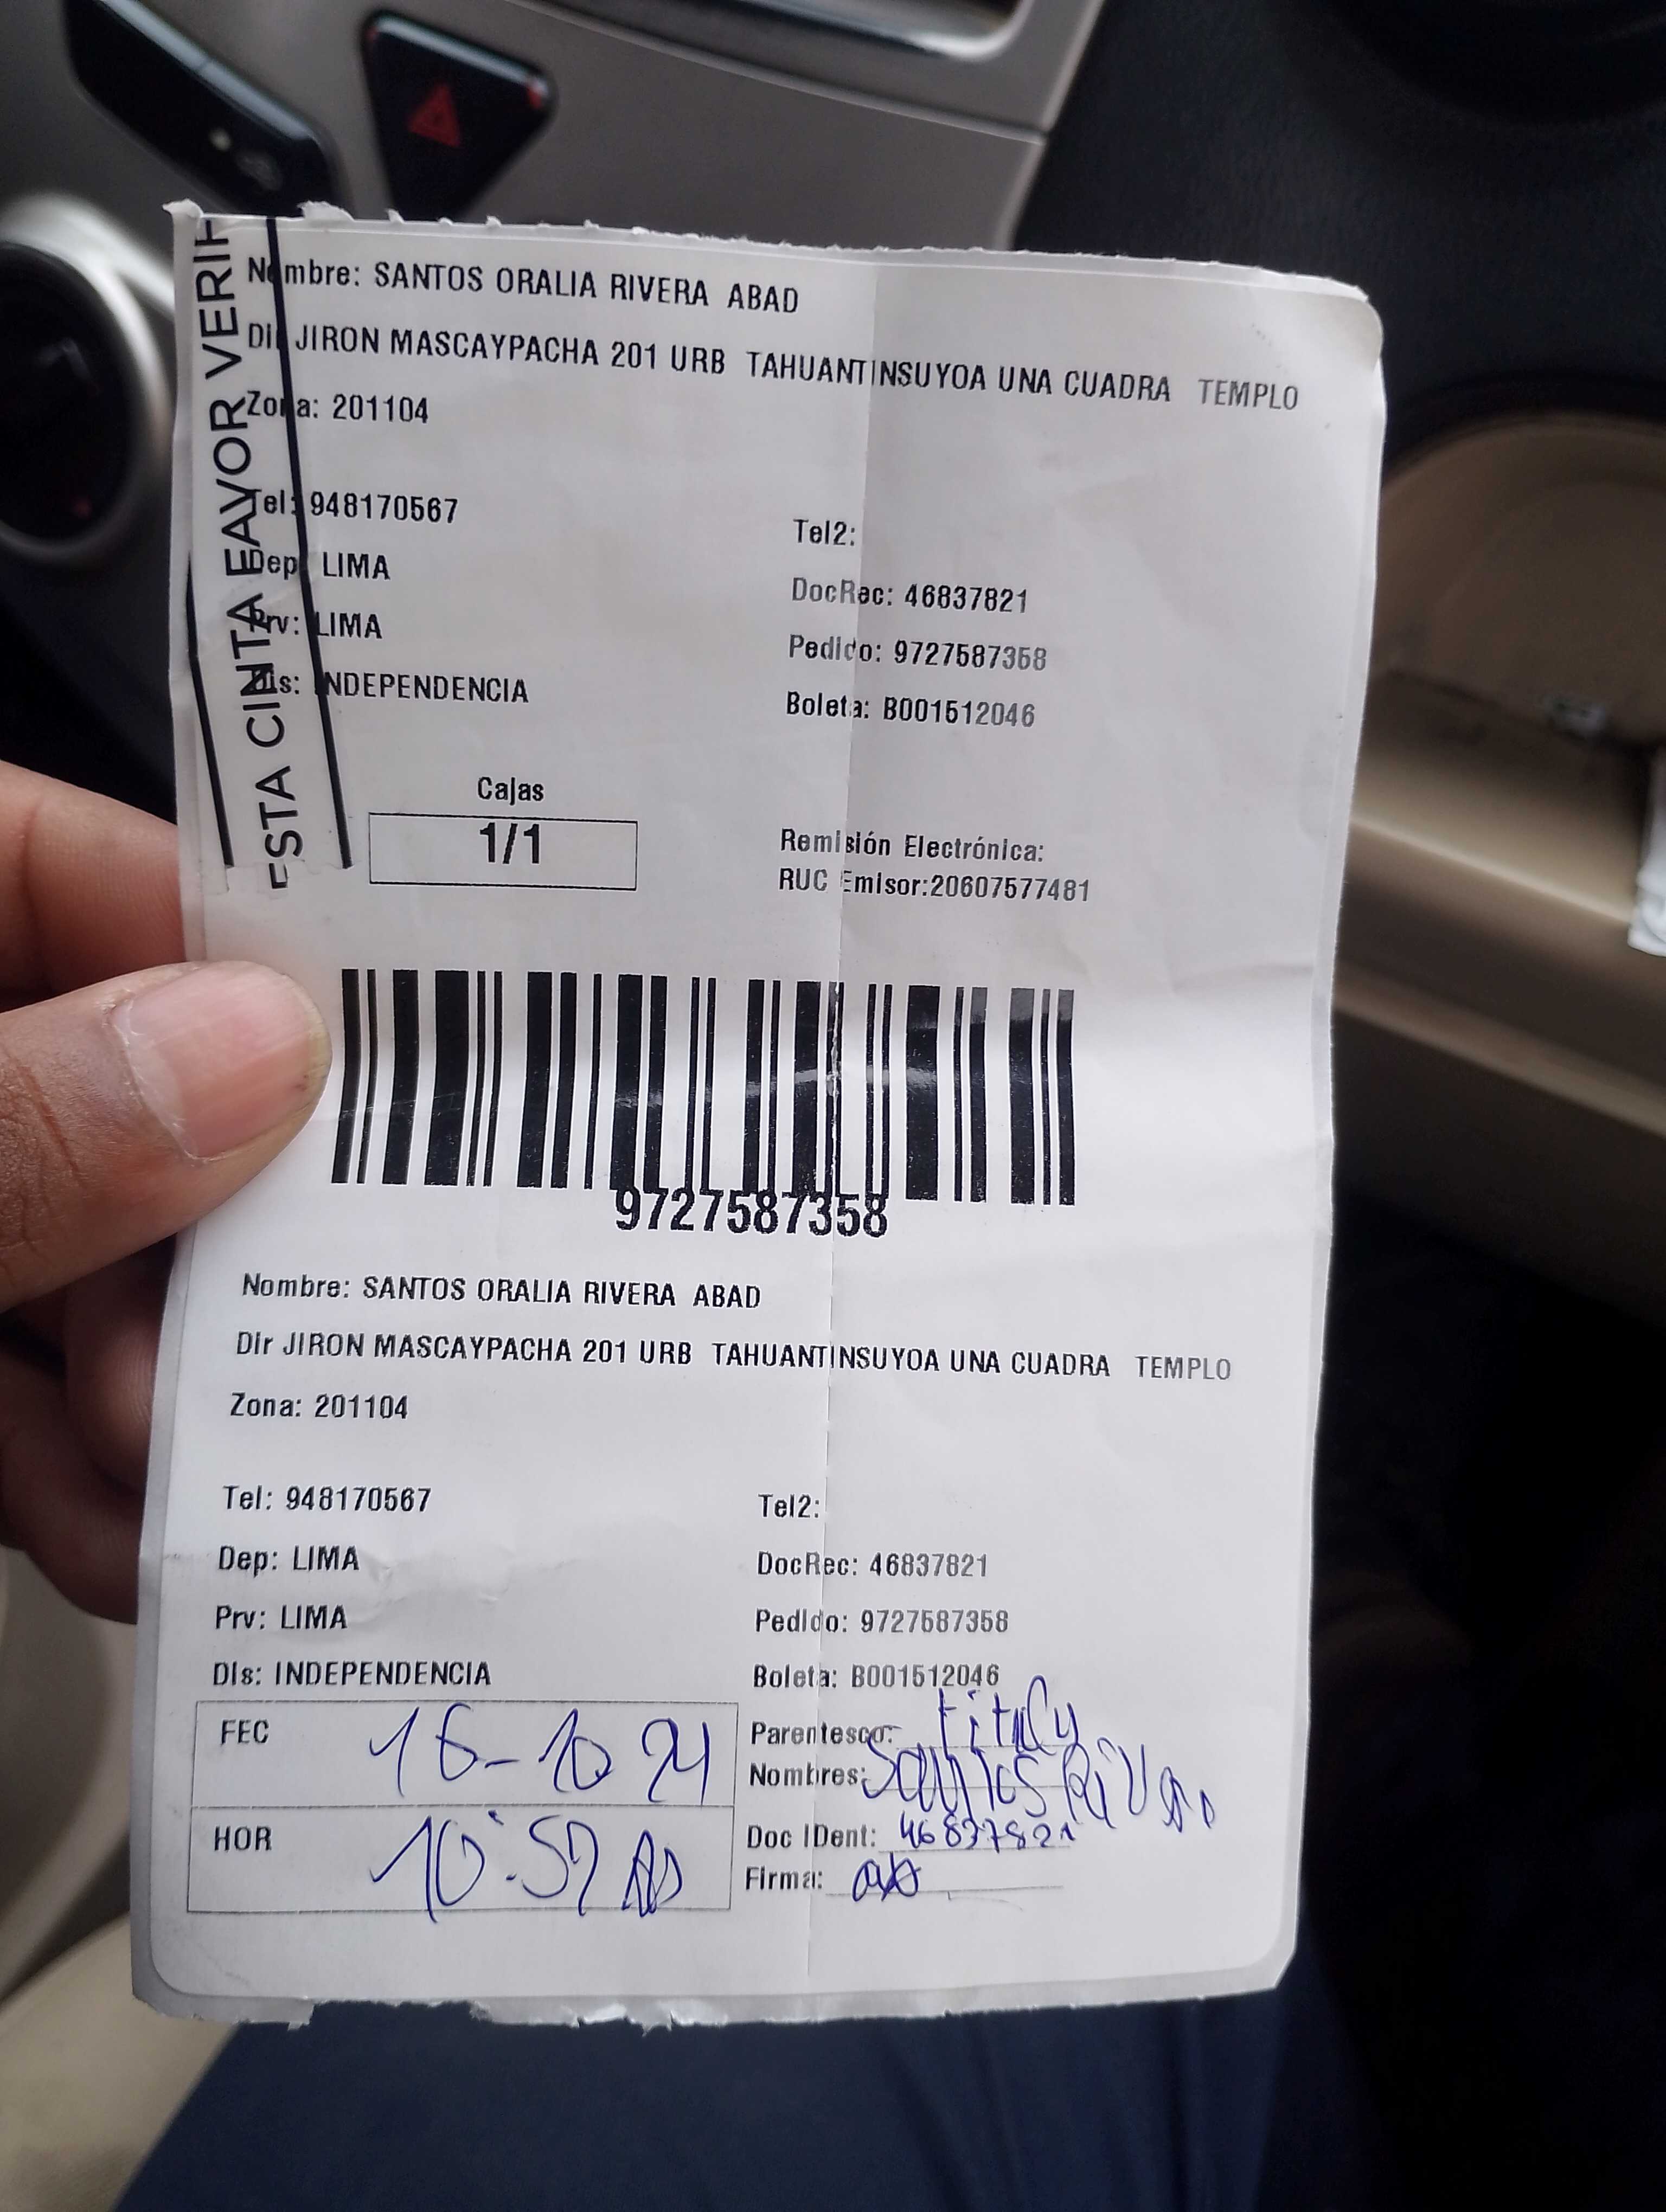 ESTA CINTA FAVOR VERIF
Nombre: SANTOS ORALIA RIVERA ABAD
Dir JIRON MASCAYPACHA 201 URB TAHUANTINSUYOA UNA CUADRA TEMPLO
Zona: 201104
Tel: 948170567
Tel2:
Dep: LIMA
DocRec: 46837821
Prv: LIMA
Pedido: 9727587358
Dis: INDEPENDENCIA
Boleta: B001512046
Cajas
1/1
Remisión Electrónica:
RUC Emisor:20607577481
9727587358
Nombre: SANTOS ORALIA RIVERA ABAD
Dir JIRON MASCAYPACHA 201 URB TAHUANTINSUYOA UNA CUADRA TEMPLO
Zona: 201104
Tel: 948170567
Tel2:
Dep: LIMA
DocRec: 46837821
Prv: LIMA
Pedido: 9727587358
Dis: INDEPENDENCIA
Boleta: B001512046
FEC 16-10 24
Parentesco:
Nombres: Santos Rivera
HOR
Doc IDent: 46837821
Firma: